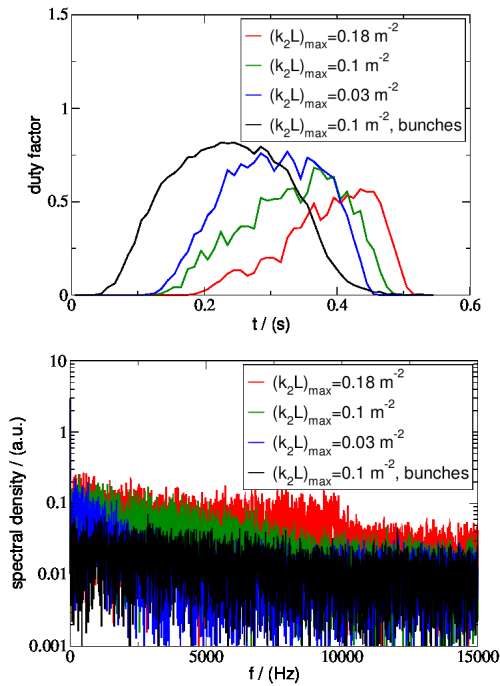 1.5
(k2L)max=0.18 m-2
(k2L)max=0.1 m-2
(k2L)max=0.03 m-2
(k2L)max=0.1 m-2, bunches
1
0.5
0
duty factor
0
0.2
0.4
0.6
t / (s)
10
(k2L)max=0.18 m-2
(k2L)max=0.1 m-2
(k2L)max=0.03 m-2
(k2L)max=0.1 m-2, bunches
1
0.1
0.01
0.001
spectral density / (a.u.)
0
5000
10000
15000
f / (Hz)